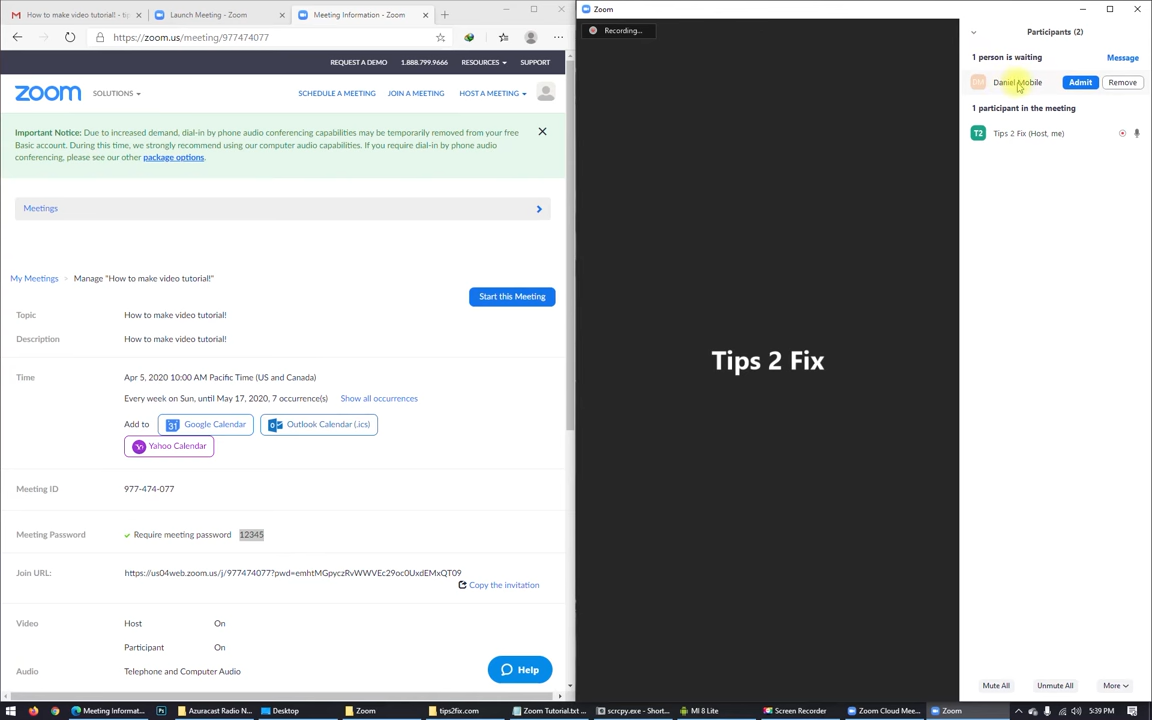 How to make video tutorial! - tip
Launch Meeting - Zoom
Meeting Information - Zoom
https://zoom.us/meeting/977474077
REQUEST A DEMO 1.888.799.9666 RESOURCES SUPPORT
zoom SOLUTIONS SCHEDULE A MEETING JOIN A MEETING HOST A MEETING
Important Notice: Due to increased demand, dial-in by phone audio conferencing capabilities may be temporarily removed from your free
Basic account. During this time, we strongly recommend using our computer audio capabilities. If you require dial-in by phone audio
conferencing, please see our other package options.
Meetings
My Meetings > Manage "How to make video tutorial!"
Start this Meeting
Topic How to make video tutorial!
Description How to make video tutorial!
Time Apr 5, 2020 10:00 AM Pacific Time (US and Canada)
Every week on Sun, until May 17, 2020, 7 occurrence(s) Show all occurrences
Add to 31 Google Calendar Outlook Calendar (.ics)
Yahoo Calendar
Meeting ID 977-474-077
Meeting Password Require meeting password 12345
Join URL: https://us04web.zoom.us/j/977474077?pwd=emhtMGpyczRvWWVEc29oc0UxdEMxQT09
Copy the invitation
Video Host On
Participant On
Audio Telephone and Computer Audio
Help
Zoom
Recording...
Tips 2 Fix
Participants (2)
1 person is waiting Message
Daniel Mobile Admit Remove
1 participant in the meeting
T2 Tips 2 Fix (Host, me)
Mute All Unmute All More
Meeting Informat... Azuracast Radio N... Desktop Zoom tips2fix.com Zoom Tutorial.txt ... scrcpy.exe - Short... MI 8 Lite Screen Recorder Zoom Cloud Mee... Zoom 5:39 PM